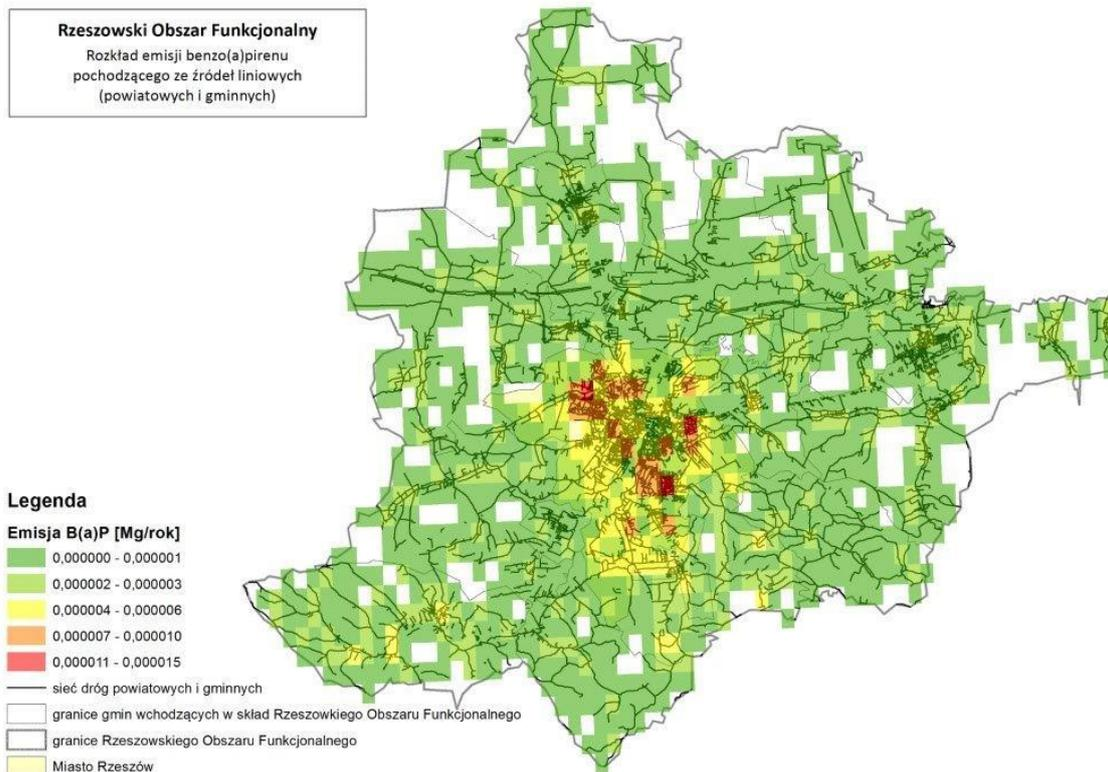 Rzeszowski Obszar Funkcjonalny
Rozkład emisji benzo(a)pirenu
pochodzącego ze źródeł liniowych
(powiatowych i gminnych)
Legenda
Emisja B(a)P [Mg/rok]
0,000000 - 0,000001
0,000002 - 0,000003
0,000004 - 0,000006
0,000007 - 0,000010
0,000011 - 0,000015
sieć dróg powiatowych i gminnych
granice gmin wchodzących w skład Rzeszowkiego Obszaru Funkcjonalnego
granice Rzeszowskiego Obszaru Funkcjonalnego
Miasto Rzeszów